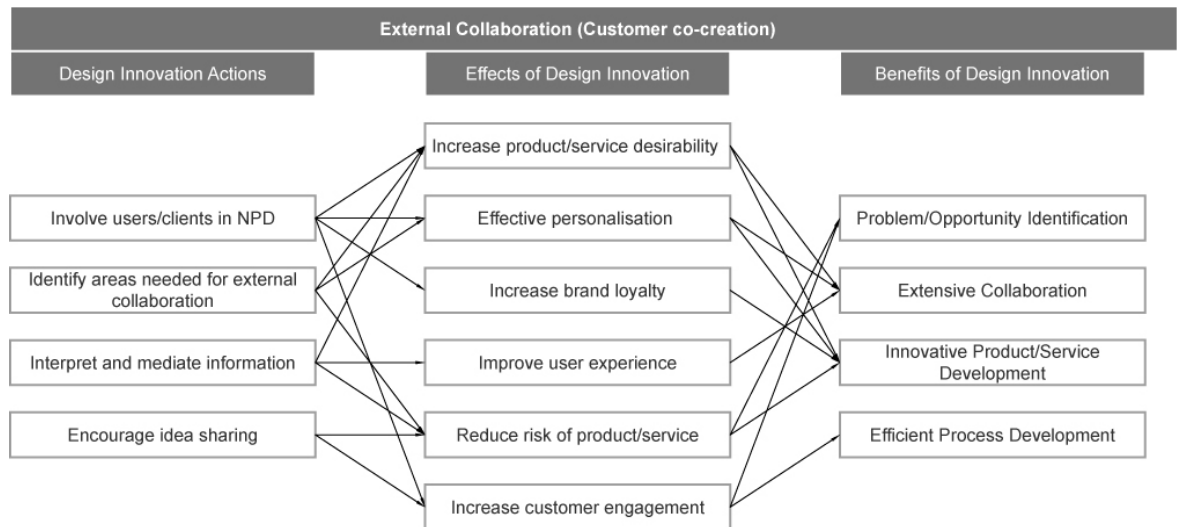 External Collaboration (Customer co-creation)
Design Innovation Actions
Effects of Design Innovation
Benefits of Design Innovation
Involve users/clients in NPD
Identify areas needed for external
collaboration
Interpret and mediate information
Encourage idea sharing
Increase product/service desirability
Effective personalisation
Increase brand loyalty
Improve user experience
Reduce risk of product/service
Increase customer engagement
Problem/Opportunity Identification
Extensive Collaboration
Innovative Product/Service
Development
Efficient Process Development